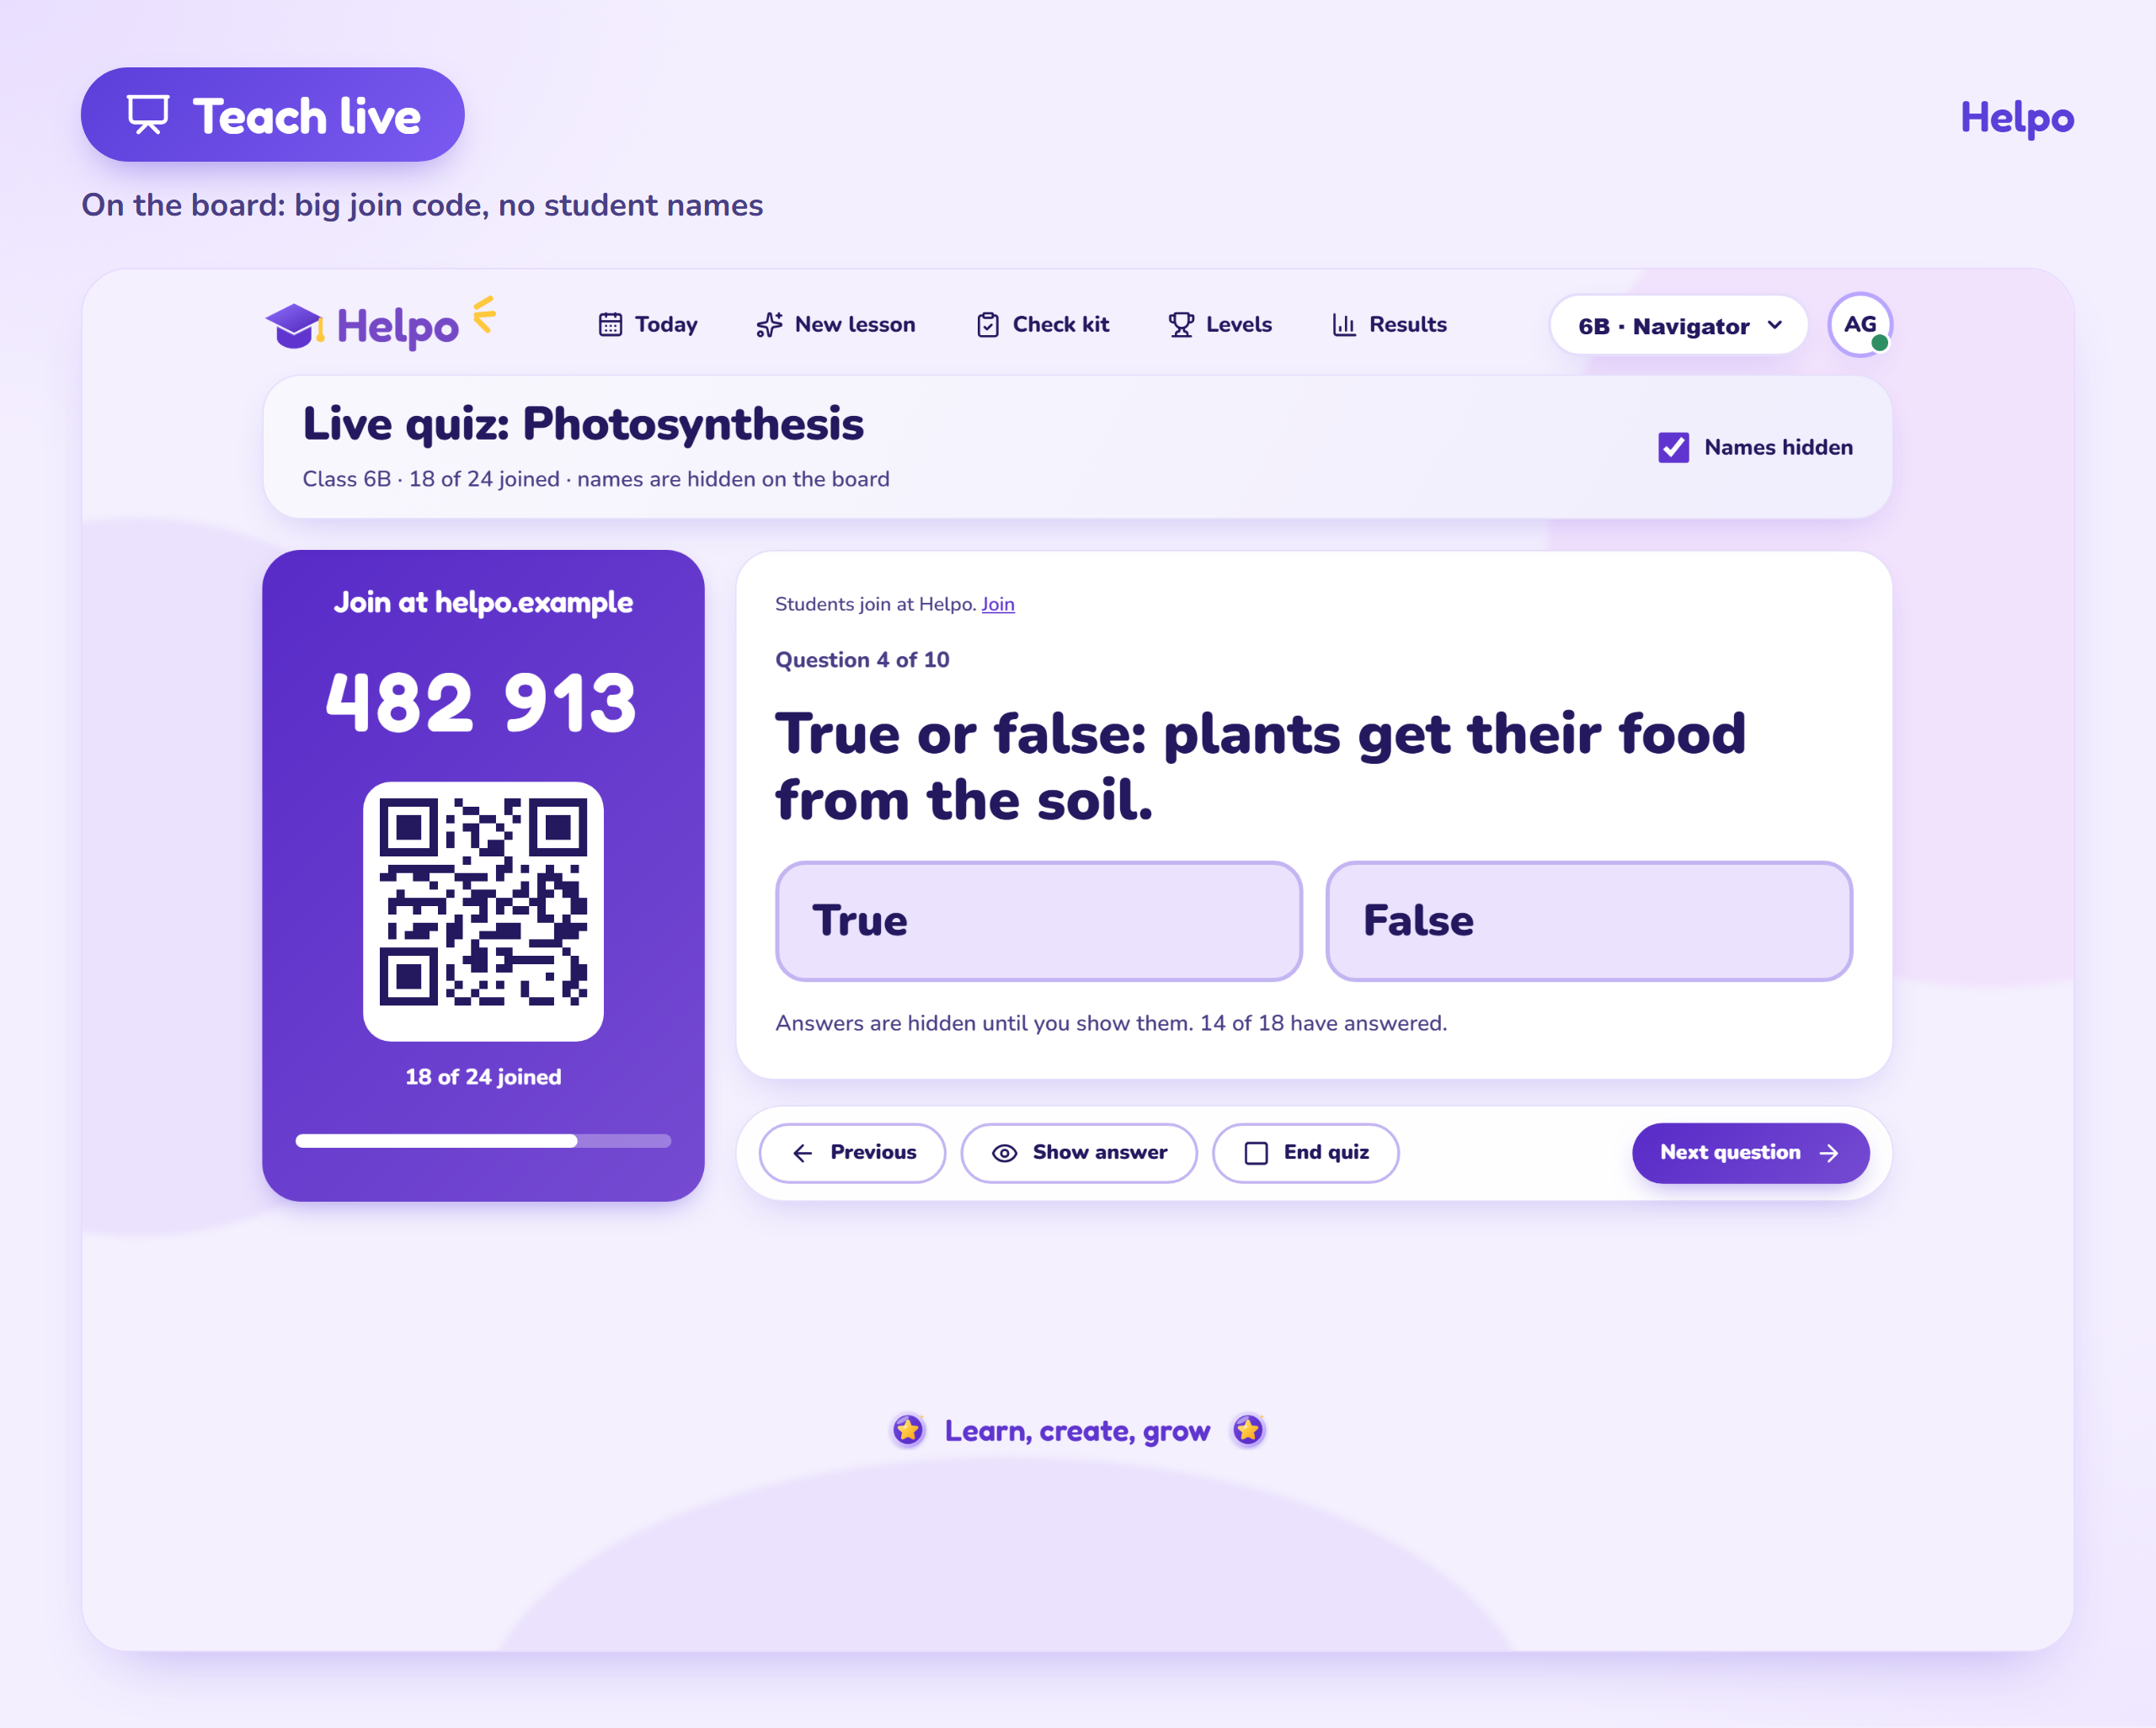 Teach live
Helpo
On the board: big join code, no student names
Helpo
Today
New lesson
Check kit
Levels
Results
6B · Navigator
AG
Live quiz: Photosynthesis
Class 6B · 18 of 24 joined · names are hidden on the board
Names hidden
Join at helpo.example
482 913
18 of 24 joined
Students join at Helpo. Join
Question 4 of 10
True or false: plants get their food
from the soil.
True
False
Answers are hidden until you show them. 14 of 18 have answered.
Previous
Show answer
End quiz
Next question
Learn, create, grow